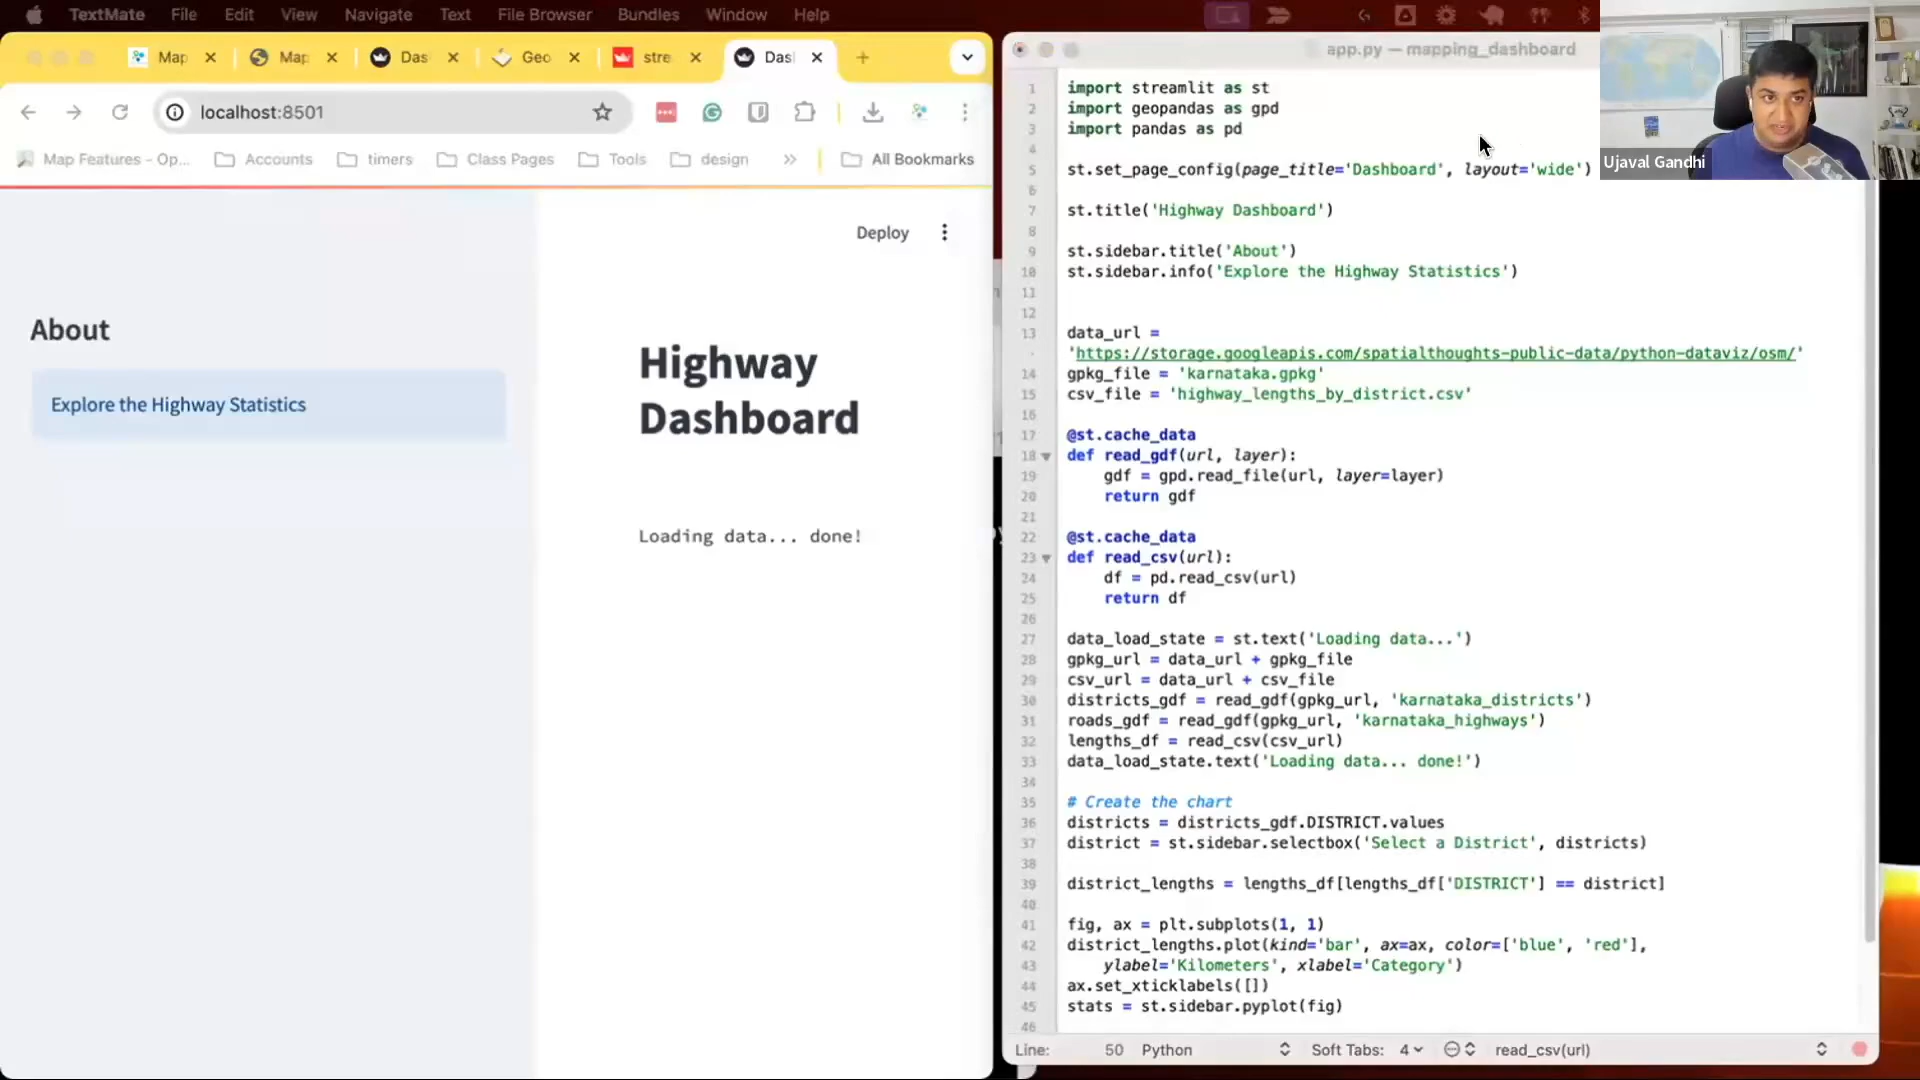 TextMate File Edit View Navigate Text File Browser Bundles Window Help
Map Map Das Geo stre Das
localhost:8501
Map Features - Op... Accounts timers Class Pages Tools design » All Bookmarks
Deploy
About
Explore the Highway Statistics
Highway
Dashboard
Loading data... done!
app.py — mapping_dashboard
Ujaval Gandhi
1 import streamlit as st
2 import geopandas as gpd
3 import pandas as pd
4
5 st.set_page_config(page_title='Dashboard', layout='wide')
6
7 st.title('Highway Dashboard')
8
9 st.sidebar.title('About')
10 st.sidebar.info('Explore the Highway Statistics')
11
12
13 data_url =
'https://storage.googleapis.com/spatialthoughts-public-data/python-dataviz/osm/'
14 gpkg_file = 'karnataka.gpkg'
15 csv_file = 'highway_lengths_by_district.csv'
16
17 @st.cache_data
18 def read_gdf(url, layer):
19     gdf = gpd.read_file(url, layer=layer)
20     return gdf
21
22 @st.cache_data
23 def read_csv(url):
24     df = pd.read_csv(url)
25     return df
26
27 data_load_state = st.text('Loading data...')
28 gpkg_url = data_url + gpkg_file
29 csv_url = data_url + csv_file
30 districts_gdf = read_gdf(gpkg_url, 'karnataka_districts')
31 roads_gdf = read_gdf(gpkg_url, 'karnataka_highways')
32 lengths_df = read_csv(csv_url)
33 data_load_state.text('Loading data... done!')
34
35 # Create the chart
36 districts = districts_gdf.DISTRICT.values
37 district = st.sidebar.selectbox('Select a District', districts)
38
39 district_lengths = lengths_df[lengths_df['DISTRICT'] == district]
40
41 fig, ax = plt.subplots(1, 1)
42 district_lengths.plot(kind='bar', ax=ax, color=['blue', 'red'],
43     ylabel='Kilometers', xlabel='Category')
44 ax.set_xticklabels([])
45 stats = st.sidebar.pyplot(fig)
46
Line: 50 Python Soft Tabs: 4 read_csv(url)